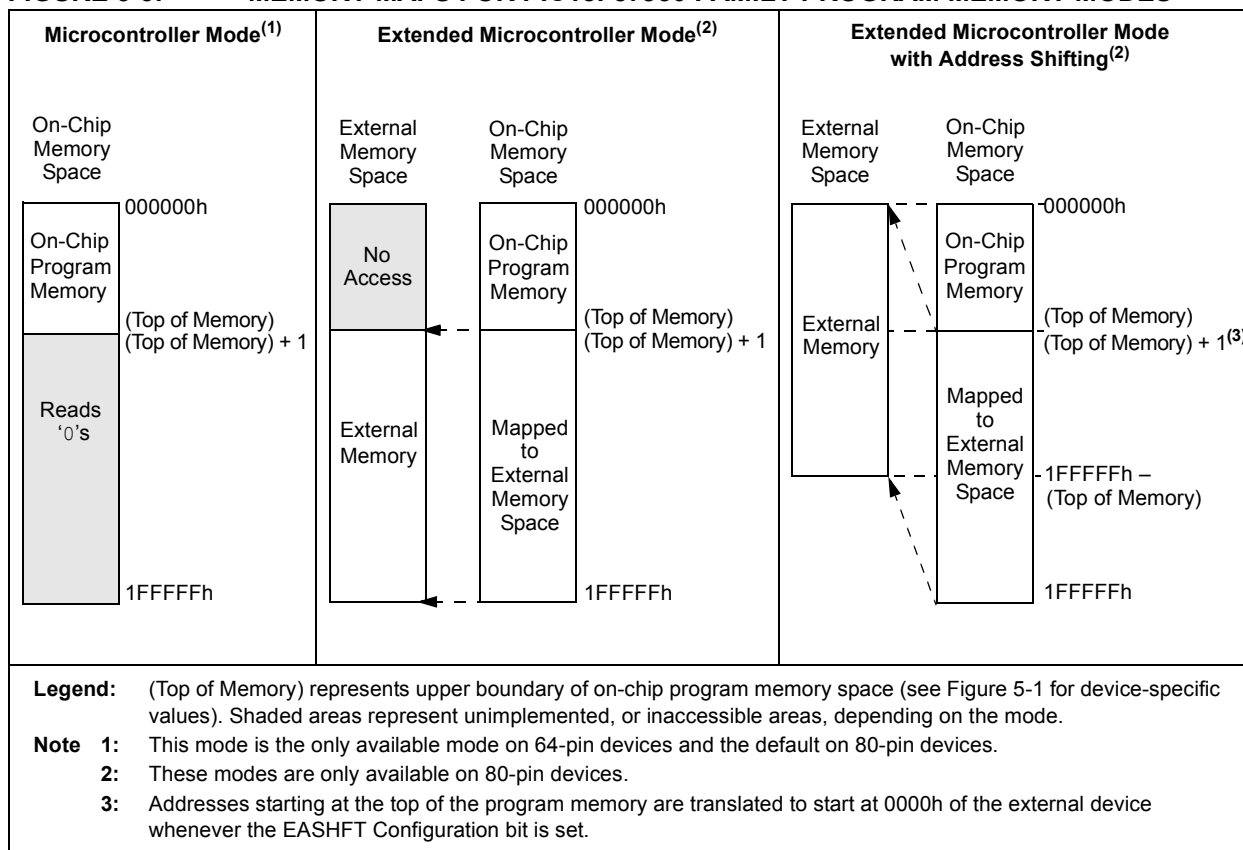 Microcontroller Mode(1)
On-Chip
Memory
Space
000000h
On-Chip
Program
Memory
(Top of Memory)
(Top of Memory) + 1
Reads
‘0’s
1FFFFFh
Extended Microcontroller Mode(2)
External
Memory
Space
On-Chip
Memory
Space
000000h
No
Access
On-Chip
Program
Memory
(Top of Memory)
(Top of Memory) + 1
External
Memory
Mapped
to
External
Memory
Space
1FFFFFh
Extended Microcontroller Mode
with Address Shifting(2)
External
Memory
Space
On-Chip
Memory
Space
000000h
On-Chip
Program
Memory
External
Memory
(Top of Memory)
(Top of Memory) + 1(3)
Mapped
to
External
Memory
Space
1FFFFFh –
(Top of Memory)
1FFFFFh
Legend: (Top of Memory) represents upper boundary of on-chip program memory space (see Figure 5-1 for device-specific
values). Shaded areas represent unimplemented, or inaccessible areas, depending on the mode.
Note 1: This mode is the only available mode on 64-pin devices and the default on 80-pin devices.
2: These modes are only available on 80-pin devices.
3: Addresses starting at the top of the program memory are translated to start at 0000h of the external device
whenever the EASHFT Configuration bit is set.